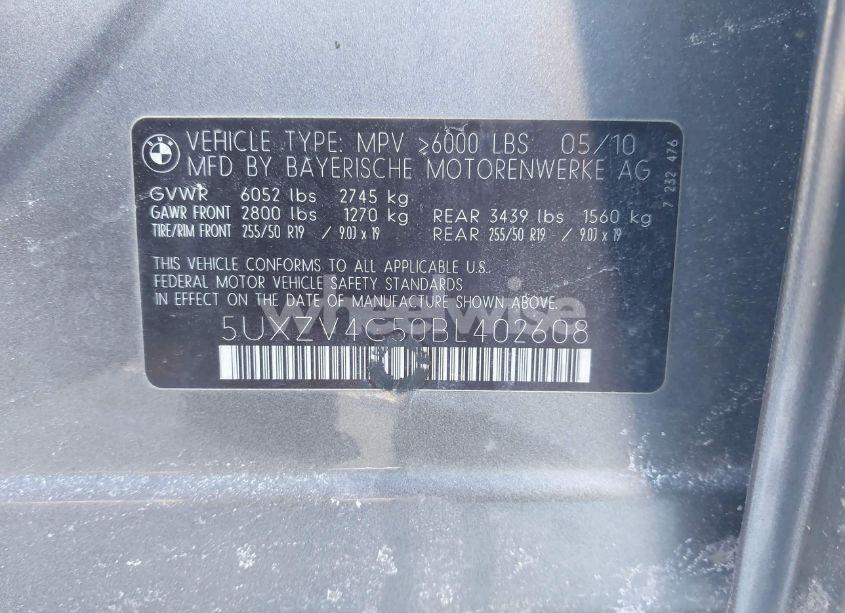 BMW
VEHICLE TYPE: MPV >6000 LBS 05/10
MFD BY BAYERISCHE MOTORENWERKE AG
GVWR 6052 lbs 2745 kg
GAWR FRONT 2800 lbs 1270 kg REAR 3439 lbs 1560 kg
TIRE/RIM FRONT 255/50 R19 / 9.0J x 19 REAR 255/50 R19 / 9.0J x 19
7 232 476
THIS VEHICLE CONFORMS TO ALL APPLICABLE U.S..
FEDERAL MOTOR VEHICLE SAFETY STANDARDS
IN EFFECT ON THE DATE OF MANUFACTURE SHOWN ABOVE.
wheelwise
5UXZV4C50BL402608